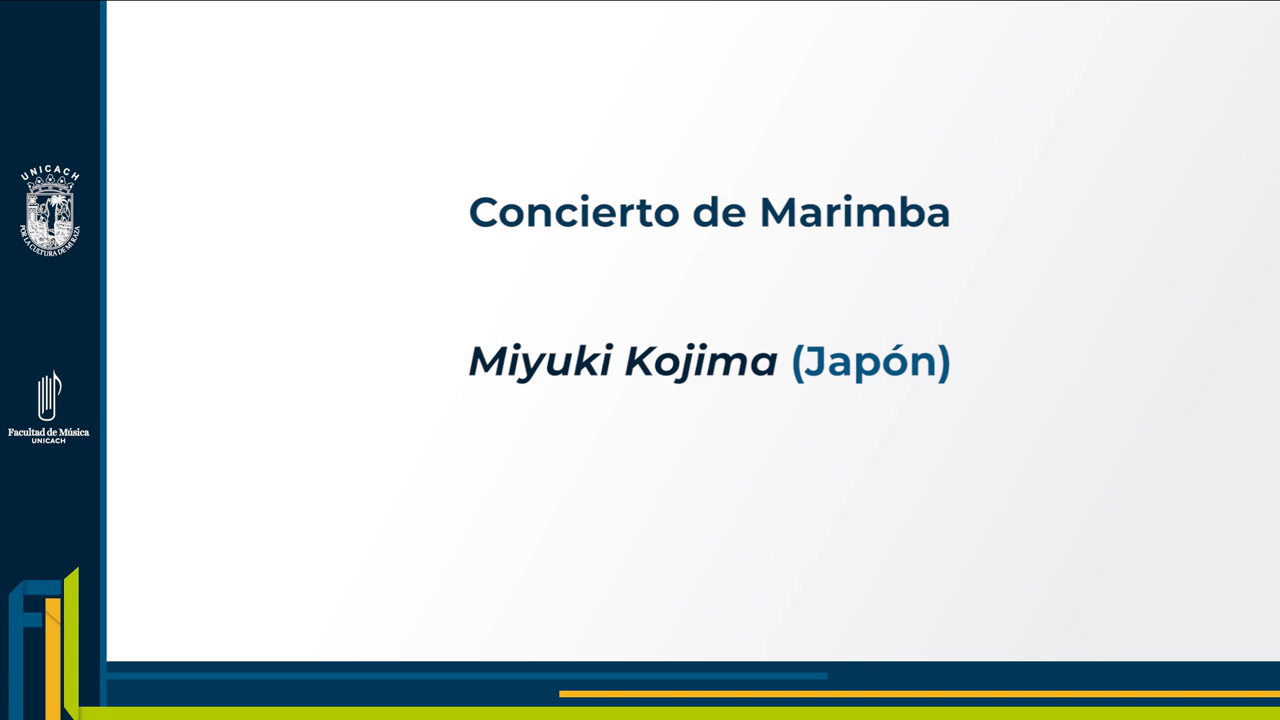 UNICACH
POR LA CULTURA DE MI RAZA
Facultad de Música
UNICACH
Concierto de Marimba
Miyuki Kojima (Japón)